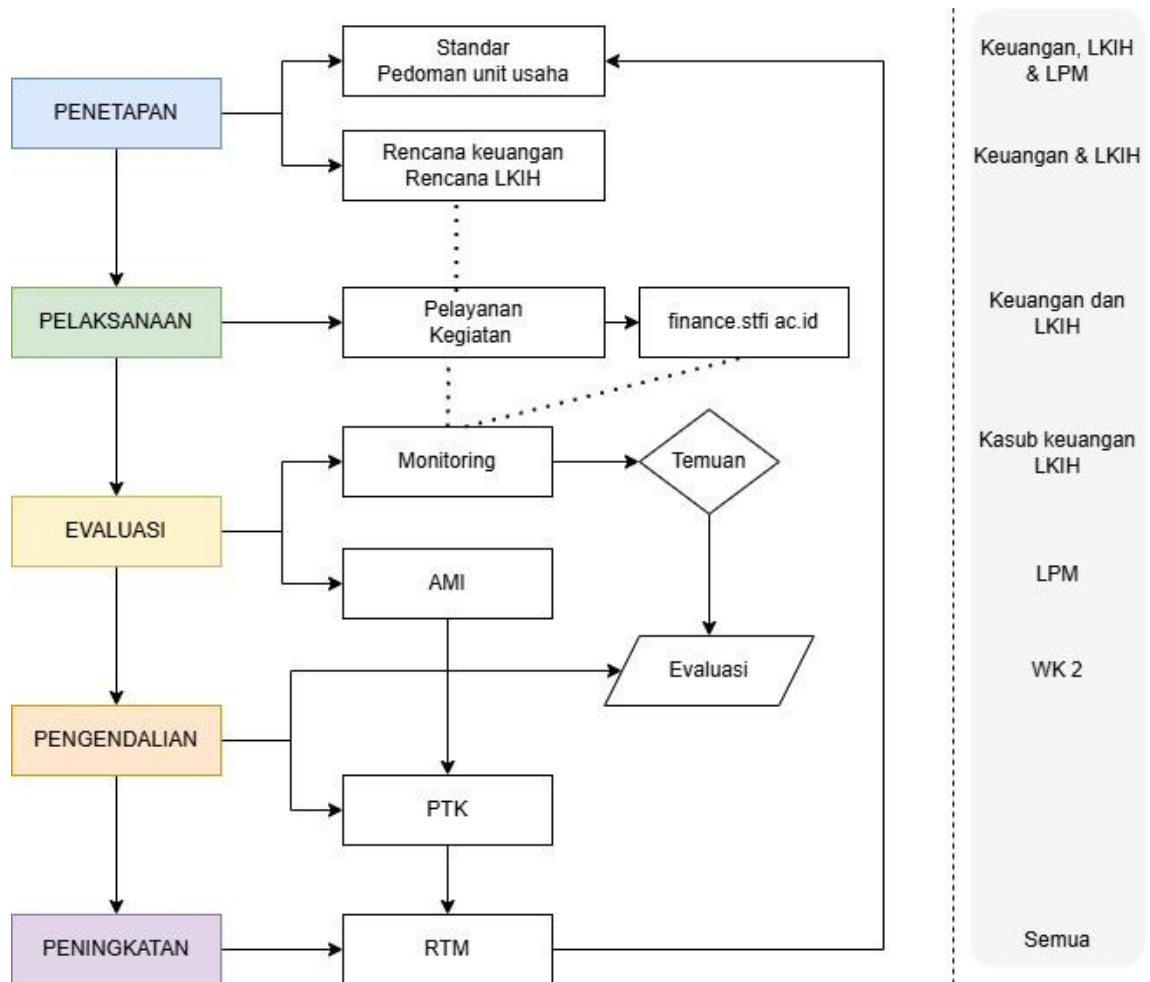 Standar
Pedoman unit usaha
Keuangan, LKIH
& LPM
PENETAPAN
Rencana keuangan
Rencana LKIH
Keuangan & LKIH
PELAKSANAAN
Pelayanan
Kegiatan
finance.stfi ac.id
Keuangan dan
LKIH
Monitoring
Temuan
Kasub keuangan
LKIH
EVALUASI
AMI
LPM
Evaluasi
WK 2
PENGENDALIAN
PTK
PENINGKATAN
RTM
Semua